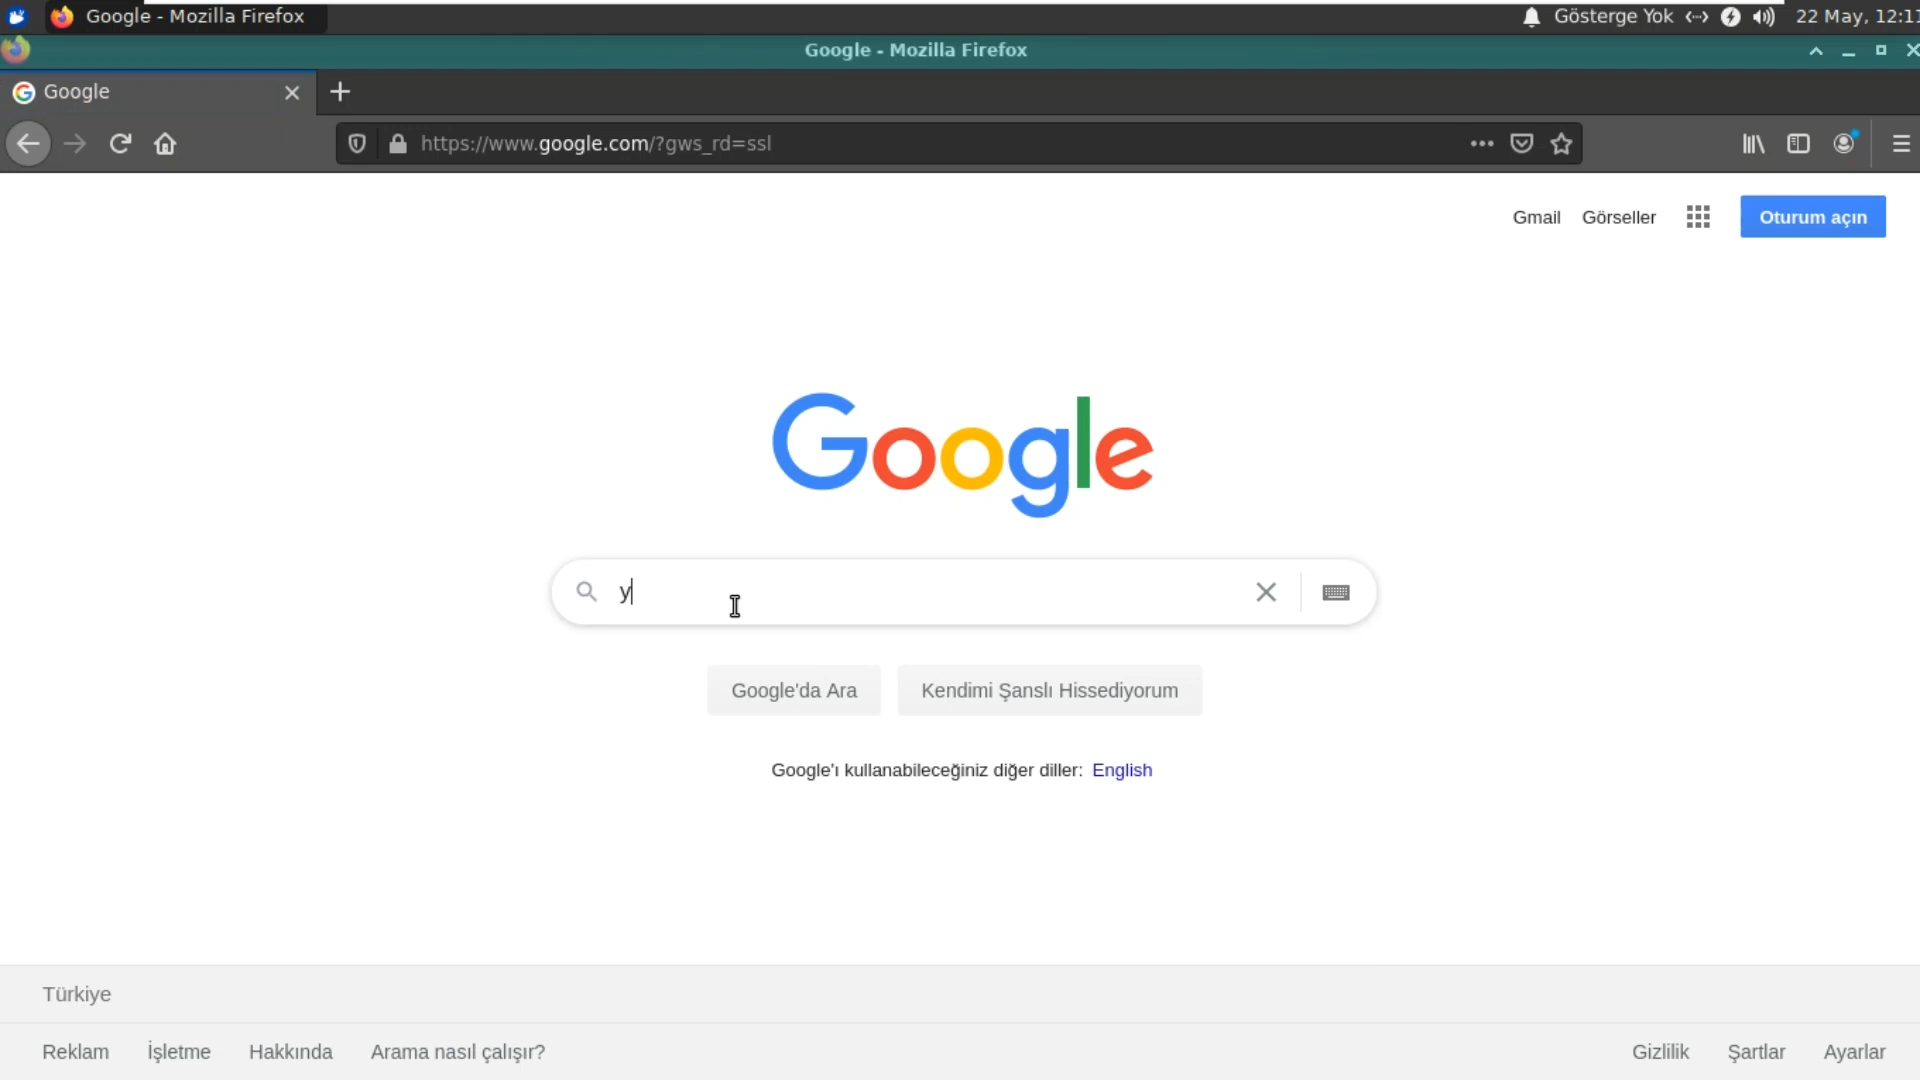 Google - Mozilla Firefox
Gösterge Yok
22 May, 12:1
Google - Mozilla Firefox
Google
https://www.google.com/?gws_rd=ssl
Gmail Görseller Oturum açın
Google
y
Google'da Ara Kendimi Şanslı Hissediyorum
Google'ı kullanabileceğiniz diğer diller: English
Türkiye
Reklam İşletme Hakkında Arama nasıl çalışır? Gizlilik Şartlar Ayarlar